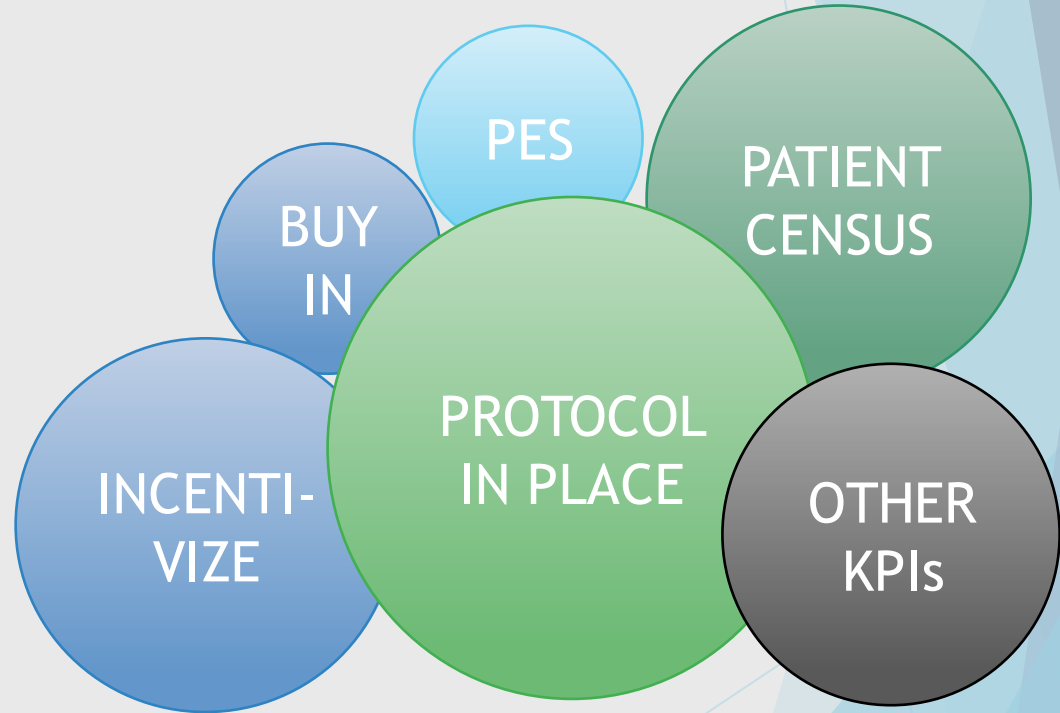 PES
PATIENT
CENSUS
BUY
IN
PROTOCOL
IN PLACE
INCENTI-
VIZE
OTHER
KPIs